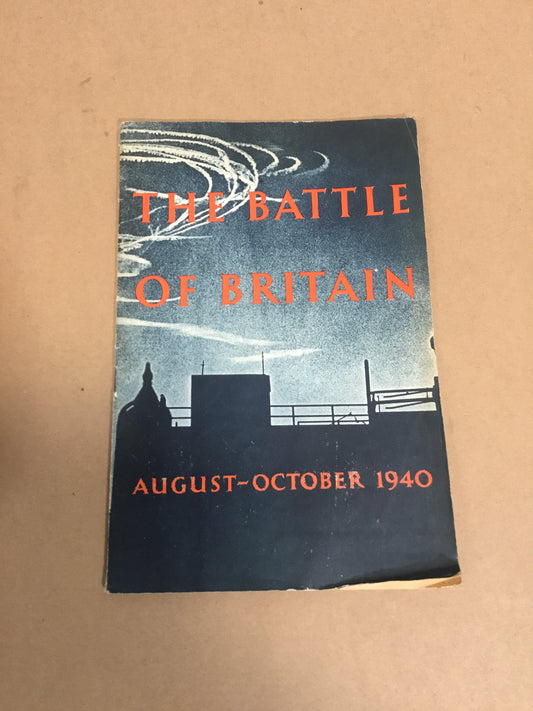 THE BATTLE
OF BRITAIN
AUGUST–OCTOBER 1940